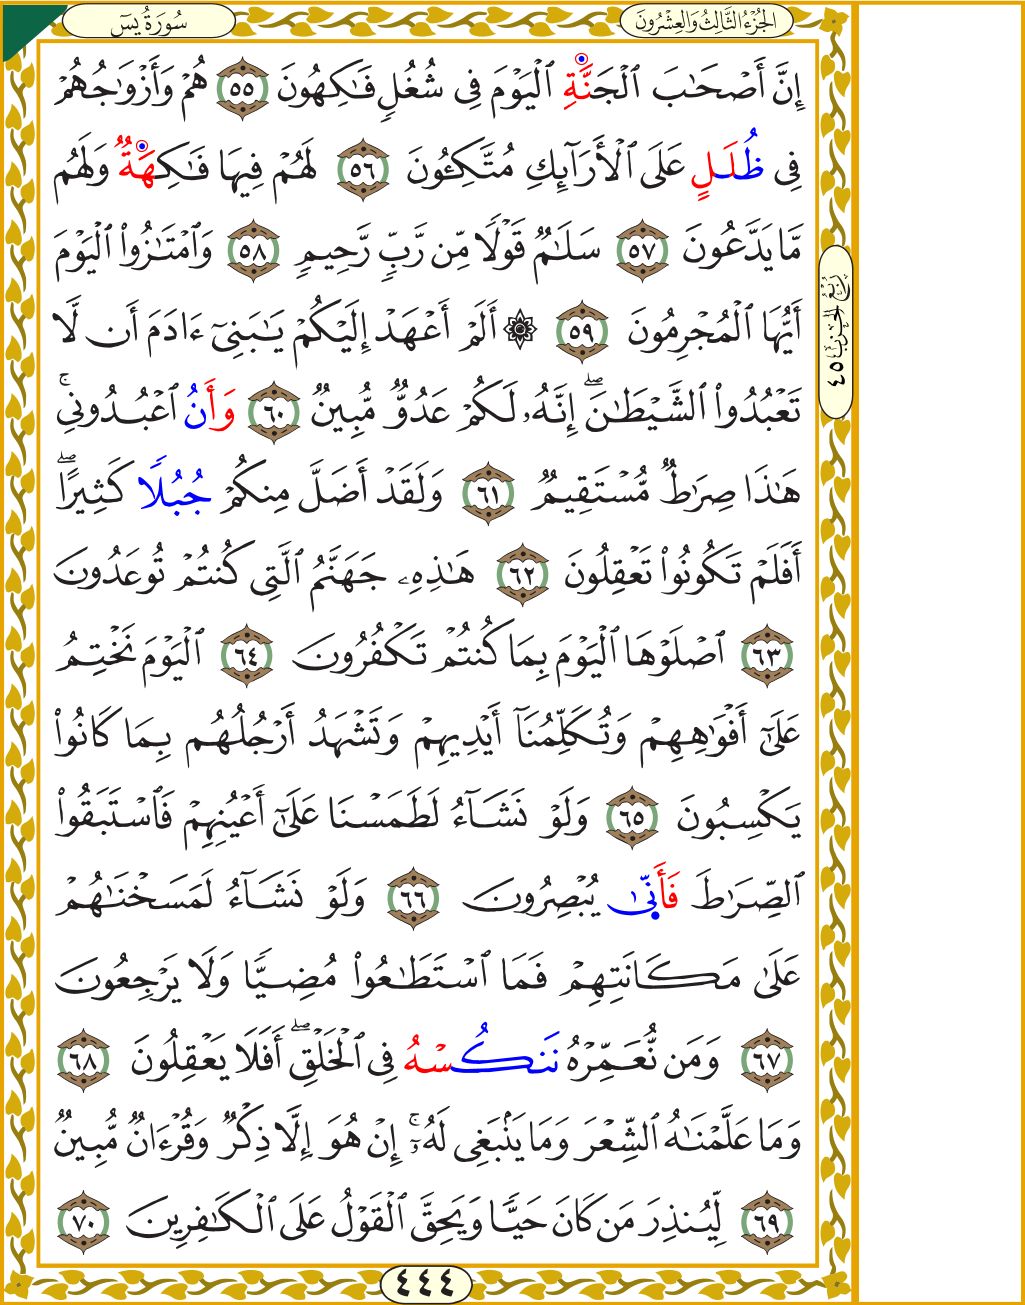 سُورَةُ يسٓ
الجُزْءُ الثَّالِثُ وَالعِشْرُونَ
إِنَّ أَصْحَٰبَ ٱلْجَنَّةِ ٱلْيَوْمَ فِى شُغُلٍ فَٰكِهُونَ ٥٥ هُمْ وَأَزْوَٰجُهُمْ
فِى ظُلَلٍ عَلَى ٱلْأَرَآئِكِ مُتَّكِـُٔونَ ٥٦ لَهُمْ فِيهَا فَٰكِهَةٌ وَلَهُم
مَّا يَدَّعُونَ ٥٧ سَلَٰمٌ قَوْلًا مِّن رَّبٍّ رَّحِيمٍ ٥٨ وَٱمْتَٰزُوا۟ ٱلْيَوْمَ
أَيُّهَا ٱلْمُجْرِمُونَ ٥٩ ۞ أَلَمْ أَعْهَدْ إِلَيْكُمْ يَٰبَنِىٓ ءَادَمَ أَن لَّا
تَعْبُدُوا۟ ٱلشَّيْطَٰنَۖ إِنَّهُۥ لَكُمْ عَدُوٌّ مُّبِينٌ ٦٠ وَأَنُ ٱعْبُدُونِىۚ
هَٰذَا صِرَٰطٌ مُّسْتَقِيمٌ ٦١ وَلَقَدْ أَضَلَّ مِنكُمْ جُبُلًا كَثِيرًاۖ
أَفَلَمْ تَكُونُوا۟ تَعْقِلُونَ ٦٢ هَٰذِهِۦ جَهَنَّمُ ٱلَّتِى كُنتُمْ تُوعَدُونَ
٦٣ ٱصْلَوْهَا ٱلْيَوْمَ بِمَا كُنتُمْ تَكْفُرُونَ ٦٤ ٱلْيَوْمَ نَخْتِمُ
عَلَىٰٓ أَفْوَٰهِهِمْ وَتُكَلِّمُنَآ أَيْدِيهِمْ وَتَشْهَدُ أَرْجُلُهُم بِمَا كَانُوا۟
يَكْسِبُونَ ٦٥ وَلَوْ نَشَآءُ لَطَمَسْنَا عَلَىٰٓ أَعْيُنِهِمْ فَٱسْتَبَقُوا۟
ٱلصِّرَٰطَ فَأَنَّىٰ يُبْصِرُونَ ٦٦ وَلَوْ نَشَآءُ لَمَسَخْنَٰهُمْ
عَلَىٰ مَكَانَتِهِمْ فَمَا ٱسْتَطَٰعُوا۟ مُضِيًّا وَلَا يَرْجِعُونَ
٦٧ وَمَن نُّعَمِّرْهُ نَنكُسْهُ فِى ٱلْخَلْقِۖ أَفَلَا يَعْقِلُونَ ٦٨
وَمَا عَلَّمْنَٰهُ ٱلشِّعْرَ وَمَا يَنۢبَغِى لَهُۥٓۚ إِنْ هُوَ إِلَّا ذِكْرٌ وَقُرْءَانٌ مُّبِينٌ
٦٩ لِّيُنذِرَ مَن كَانَ حَيًّا وَيَحِقَّ ٱلْقَوْلُ عَلَى ٱلْكَٰفِرِينَ ٧٠
رُبْعُ الْحِزْبِ ٤٥
٤٤٤